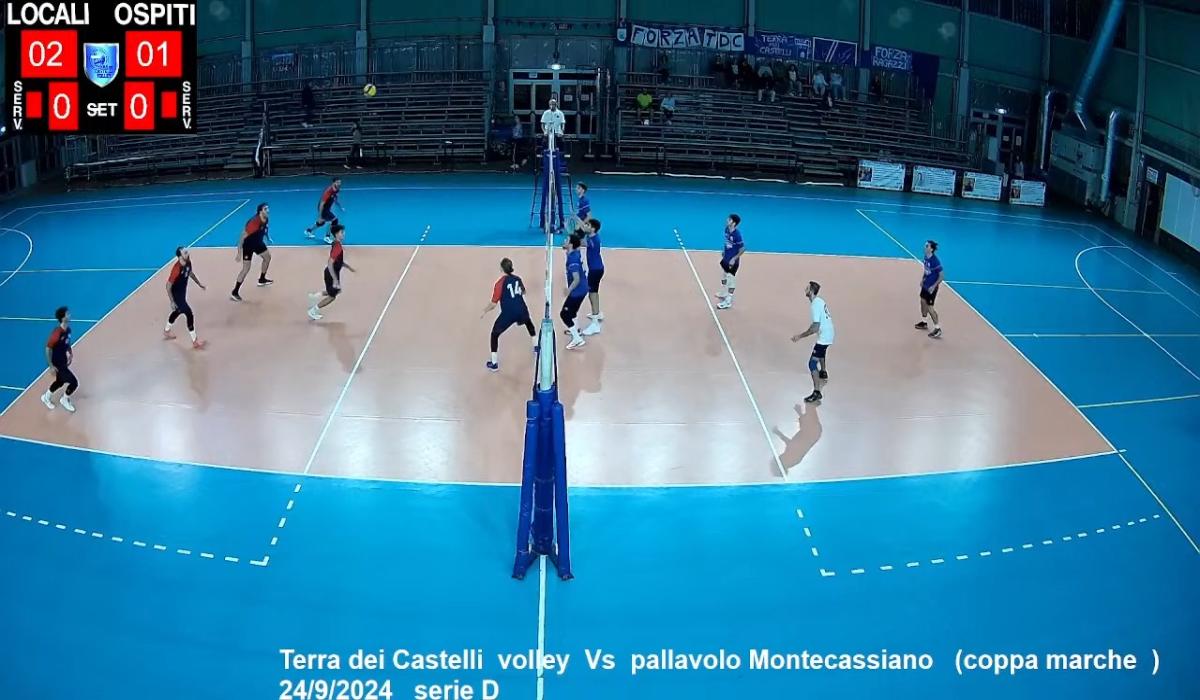 LOCALI OSPITI
02 01
SERV. 0 SET 0 SERV.
FORZA TDC
TERRA
CASTELLI
FORZA
RAGAZZI
14
Terra dei Castelli volley Vs pallavolo Montecassiano (coppa marche )
24/9/2024 serie D